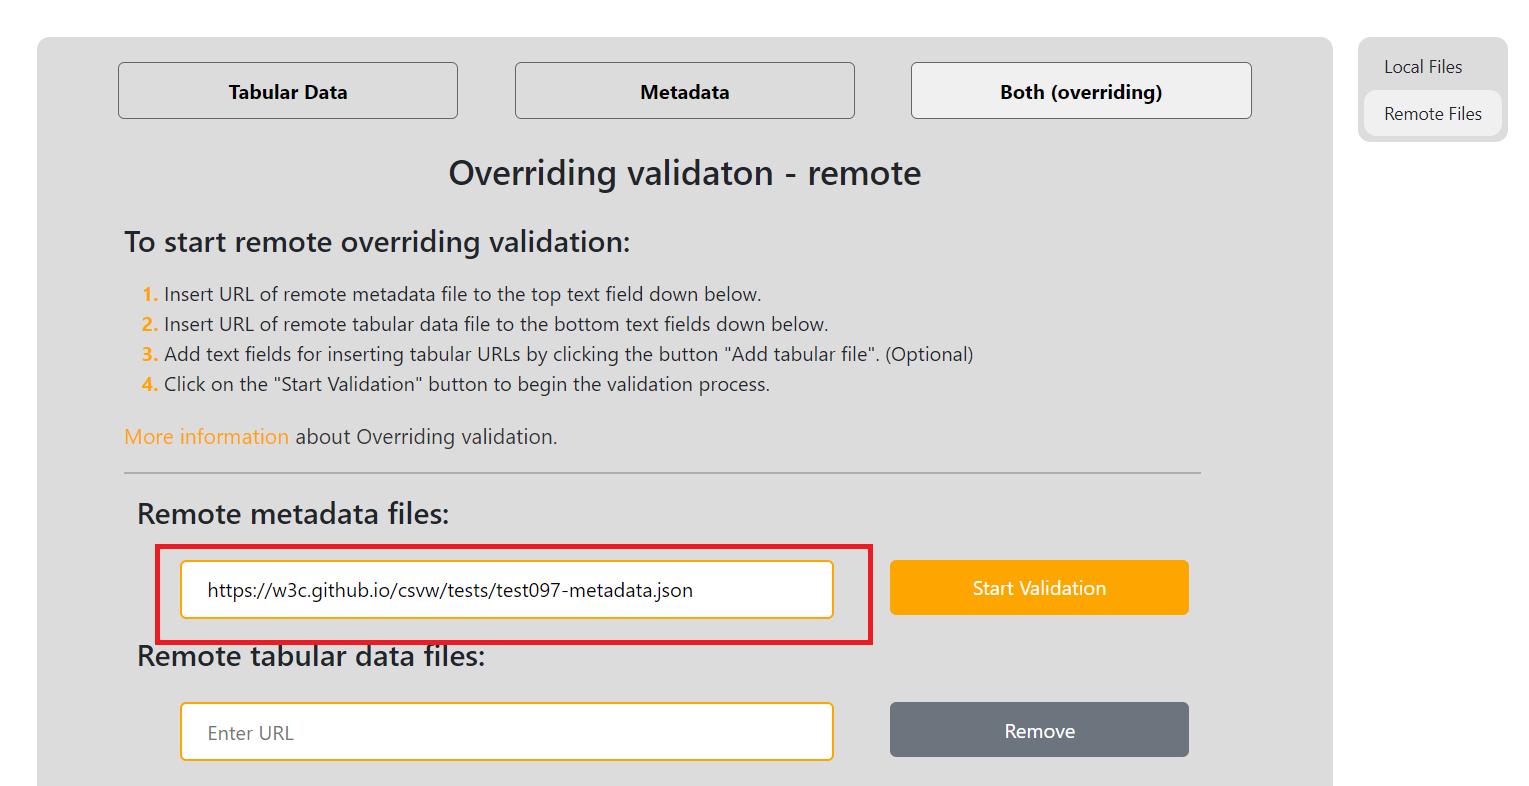 Tabular Data
Metadata
Both (overriding)
Local Files
Remote Files
Overriding validaton - remote
To start remote overriding validation:
1. Insert URL of remote metadata file to the top text field down below.
2. Insert URL of remote tabular data file to the bottom text fields down below.
3. Add text fields for inserting tabular URLs by clicking the button "Add tabular file". (Optional)
4. Click on the "Start Validation" button to begin the validation process.
More information about Overriding validation.
Remote metadata files:
https://w3c.github.io/csvw/tests/test097-metadata.json
Start Validation
Remote tabular data files:
Enter URL
Remove